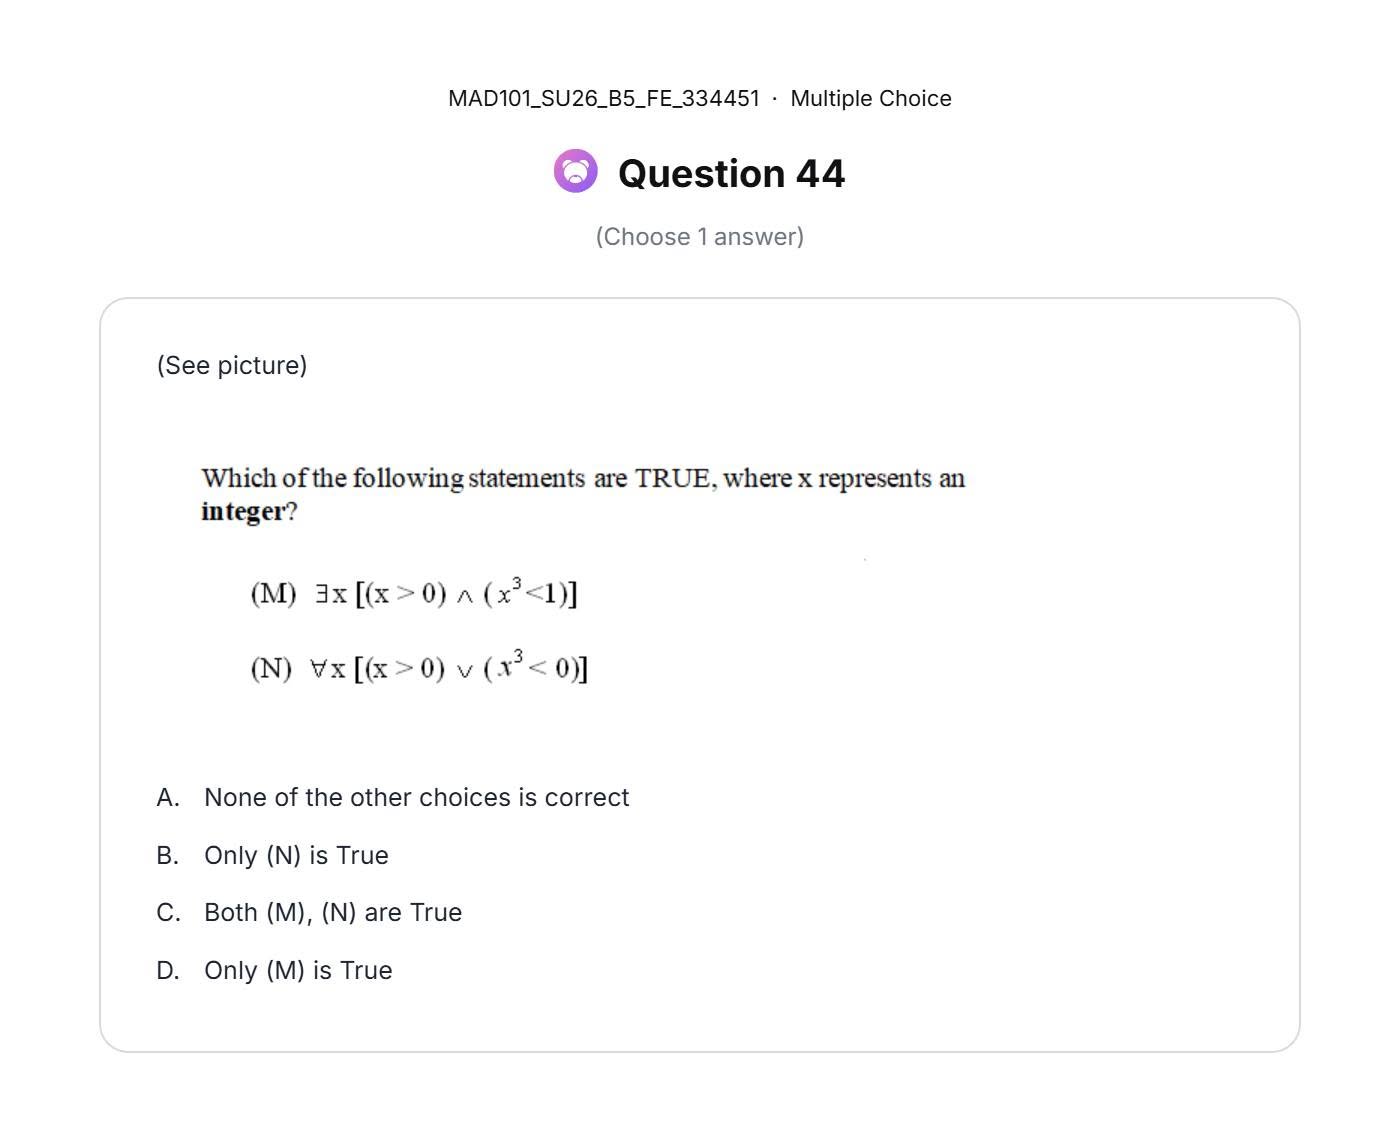 MAD101_SU26_B5_FE_334451 · Multiple Choice
Question 44
(Choose 1 answer)
(See picture)
Which of the following statements are TRUE, where x represents an
integer?
(M) ∃x [(x > 0) ∧ (x³<1)]
(N) ∀x [(x > 0) ∨ (x³< 0)]
A. None of the other choices is correct
B. Only (N) is True
C. Both (M), (N) are True
D. Only (M) is True